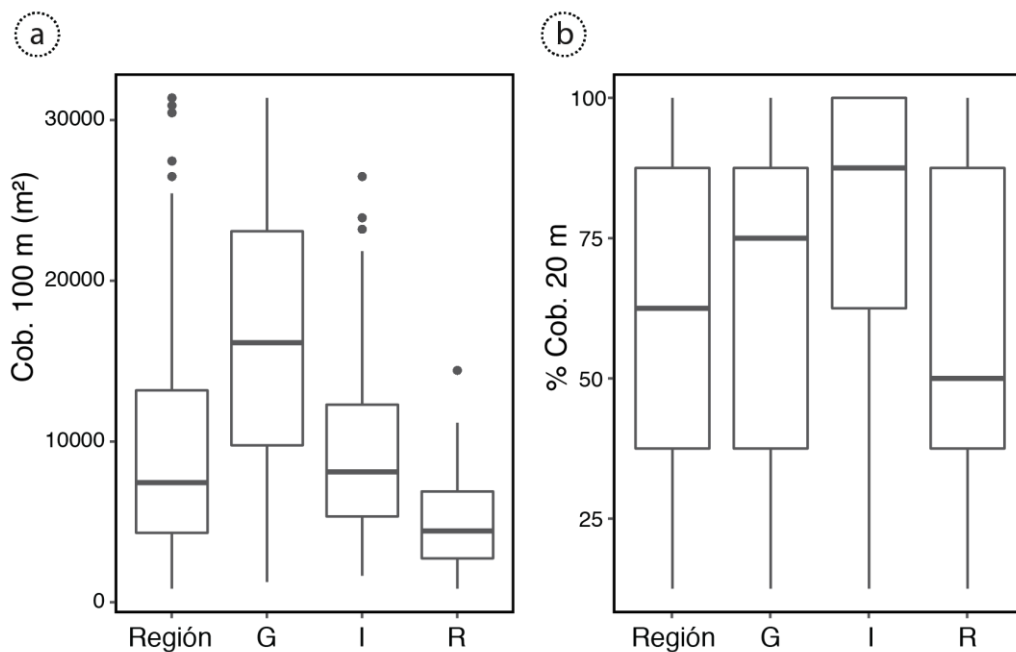 a
Cob. 100 m (m²)
30000
20000
10000
0
Región G I R
b
% Cob. 20 m
100
75
50
25
Región G I R